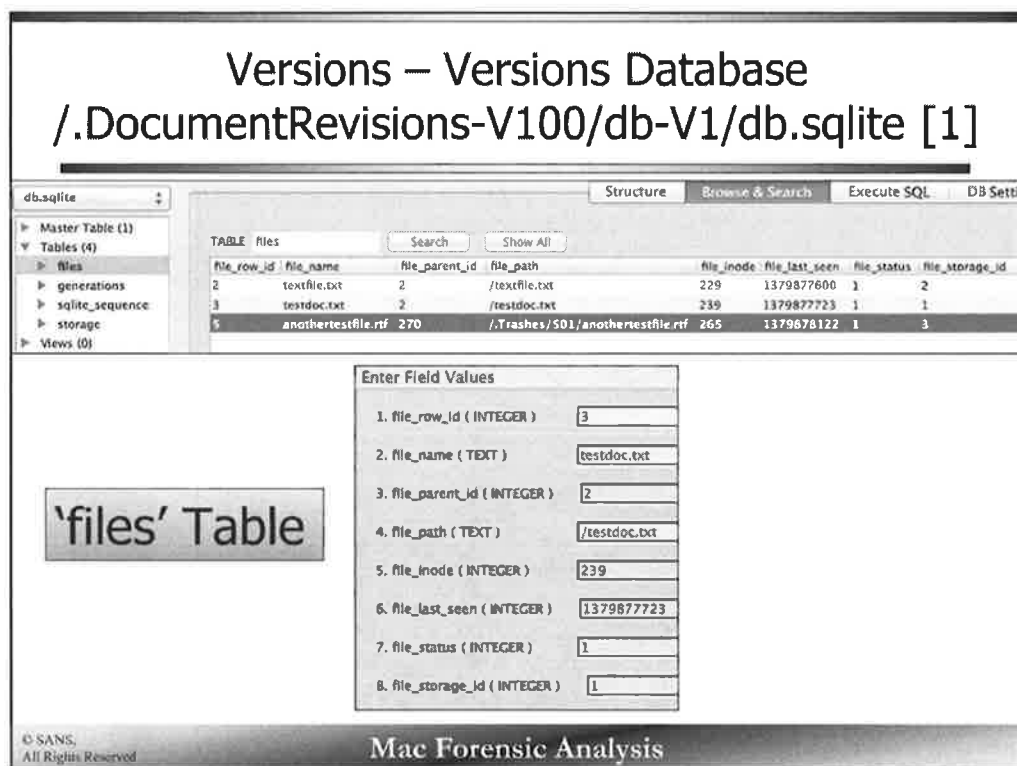 Versions – Versions Database
/.DocumentRevisions-V100/db-V1/db.sqlite [1]
db.sqlite
Structure Browse & Search Execute SQL DB Setti
Master Table (1)
Tables (4)
files
generations
sqlite_sequence
storage
Views (0)
TABLE files Search Show All
file_row_id file_name file_parent_id file_path file_inode file_last_seen file_status file_storage_id
2 textfile.txt 2 /textfile.txt 229 1379877600 1 2
3 testdoc.txt 2 /testdoc.txt 239 1379877723 1 1
5 anothertestfile.rtf 270 /.Trashes/501/anothertestfile.rtf 265 1379878122 1 3
Enter Field Values
1. file_row_id ( INTEGER ) 3
2. file_name ( TEXT ) testdoc.txt
3. file_parent_id ( INTEGER ) 2
4. file_path ( TEXT ) /testdoc.txt
5. file_inode ( INTEGER ) 239
6. file_last_seen ( INTEGER ) 1379877723
7. file_status ( INTEGER ) 1
8. file_storage_id ( INTEGER ) 1
‘files’ Table
© SANS,
All Rights Reserved
Mac Forensic Analysis